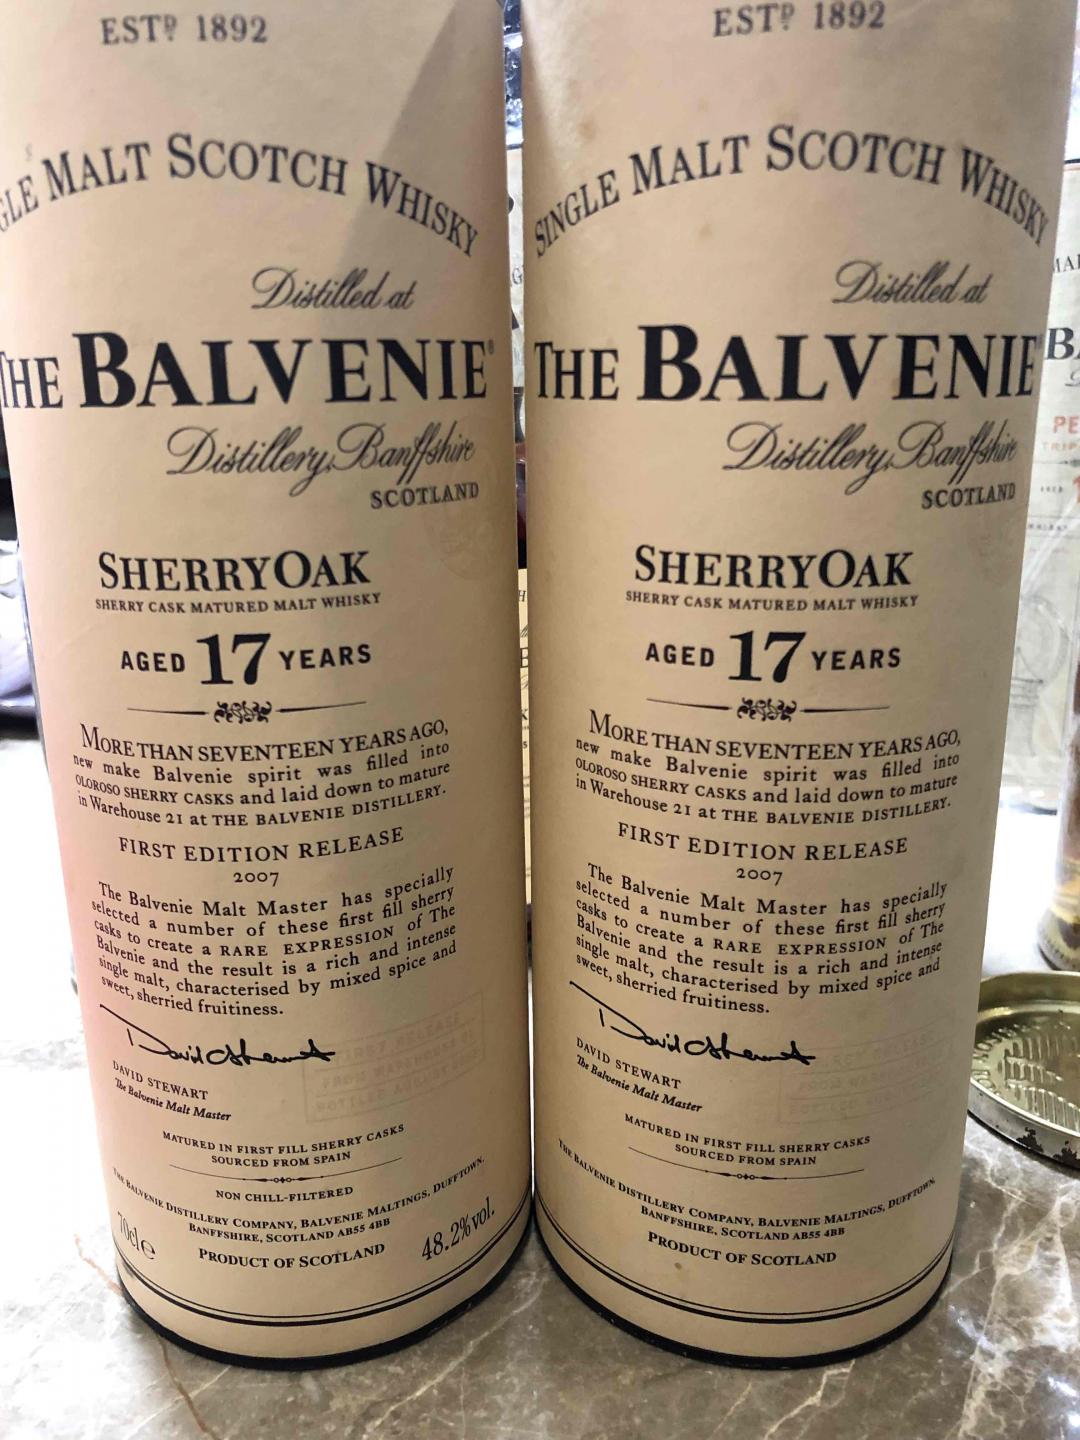 ESTD 1892
MALT SCOTCH WHISKY
Distilled at
THE BALVENIE
Distillery, Banffshire
SCOTLAND
SHERRYOAK
SHERRY CASK MATURED MALT WHISKY
AGED 17 YEARS
MORE THAN SEVENTEEN YEARS AGO,
new make Balvenie spirit was filled into
OLOROSO SHERRY CASKS and laid down to mature
in Warehouse 21 at THE BALVENIE DISTILLERY.
FIRST EDITION RELEASE
2007
The Balvenie Malt Master has specially
selected a number of these first fill sherry
casks to create a RARE EXPRESSION of The
Balvenie and the result is a rich and intense
single malt, characterised by mixed spice and
sweet, sherried fruitiness.
David Stewart
DAVID STEWART
The Balvenie Malt Master
MATURED IN FIRST FILL SHERRY CASKS
SOURCED FROM SPAIN
NON CHILL-FILTERED
THE BALVENIE DISTILLERY COMPANY, BALVENIE MALTINGS, DUFFTOWN,
BANFFSHIRE, SCOTLAND AB55 4BB
70cl e PRODUCT OF SCOTLAND 48.2%vol.
ESTD 1892
SINGLE MALT SCOTCH WHISKY
Distilled at
THE BALVENIE
Distillery, Banffshire
SCOTLAND
SHERRYOAK
SHERRY CASK MATURED MALT WHISKY
AGED 17 YEARS
MORE THAN SEVENTEEN YEARS AGO,
new make Balvenie spirit was filled into
OLOROSO SHERRY CASKS and laid down to mature
in Warehouse 21 at THE BALVENIE DISTILLERY.
FIRST EDITION RELEASE
2007
The Balvenie Malt Master has specially
selected a number of these first fill sherry
casks to create a RARE EXPRESSION of The
Balvenie and the result is a rich and intense
single malt, characterised by mixed spice and
sweet, sherried fruitiness.
David Stewart
DAVID STEWART
The Balvenie Malt Master
MATURED IN FIRST FILL SHERRY CASKS
SOURCED FROM SPAIN
THE BALVENIE DISTILLERY COMPANY, BALVENIE MALTINGS, DUFFTOWN,
BANFFSHIRE, SCOTLAND AB55 4BB
PRODUCT OF SCOTLAND